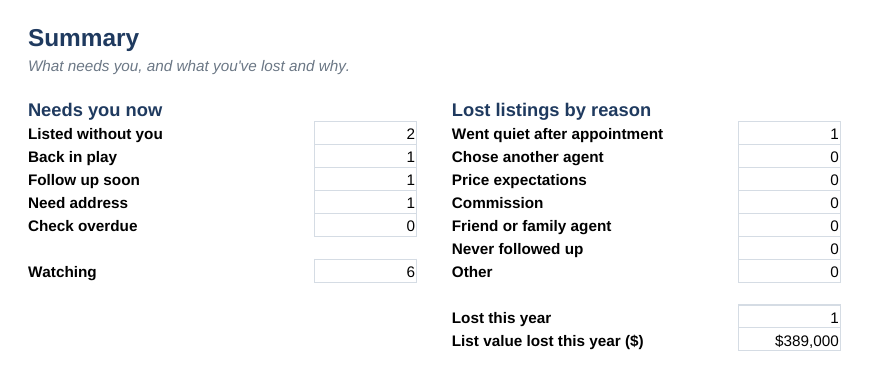 Summary
What needs you, and what you've lost and why.
Needs you now
Listed without you 2
Back in play 1
Follow up soon 1
Need address 1
Check overdue 0
Watching 6
Lost listings by reason
Went quiet after appointment 1
Chose another agent 0
Price expectations 0
Commission 0
Friend or family agent 0
Never followed up 0
Other 0
Lost this year 1
List value lost this year ($) $389,000